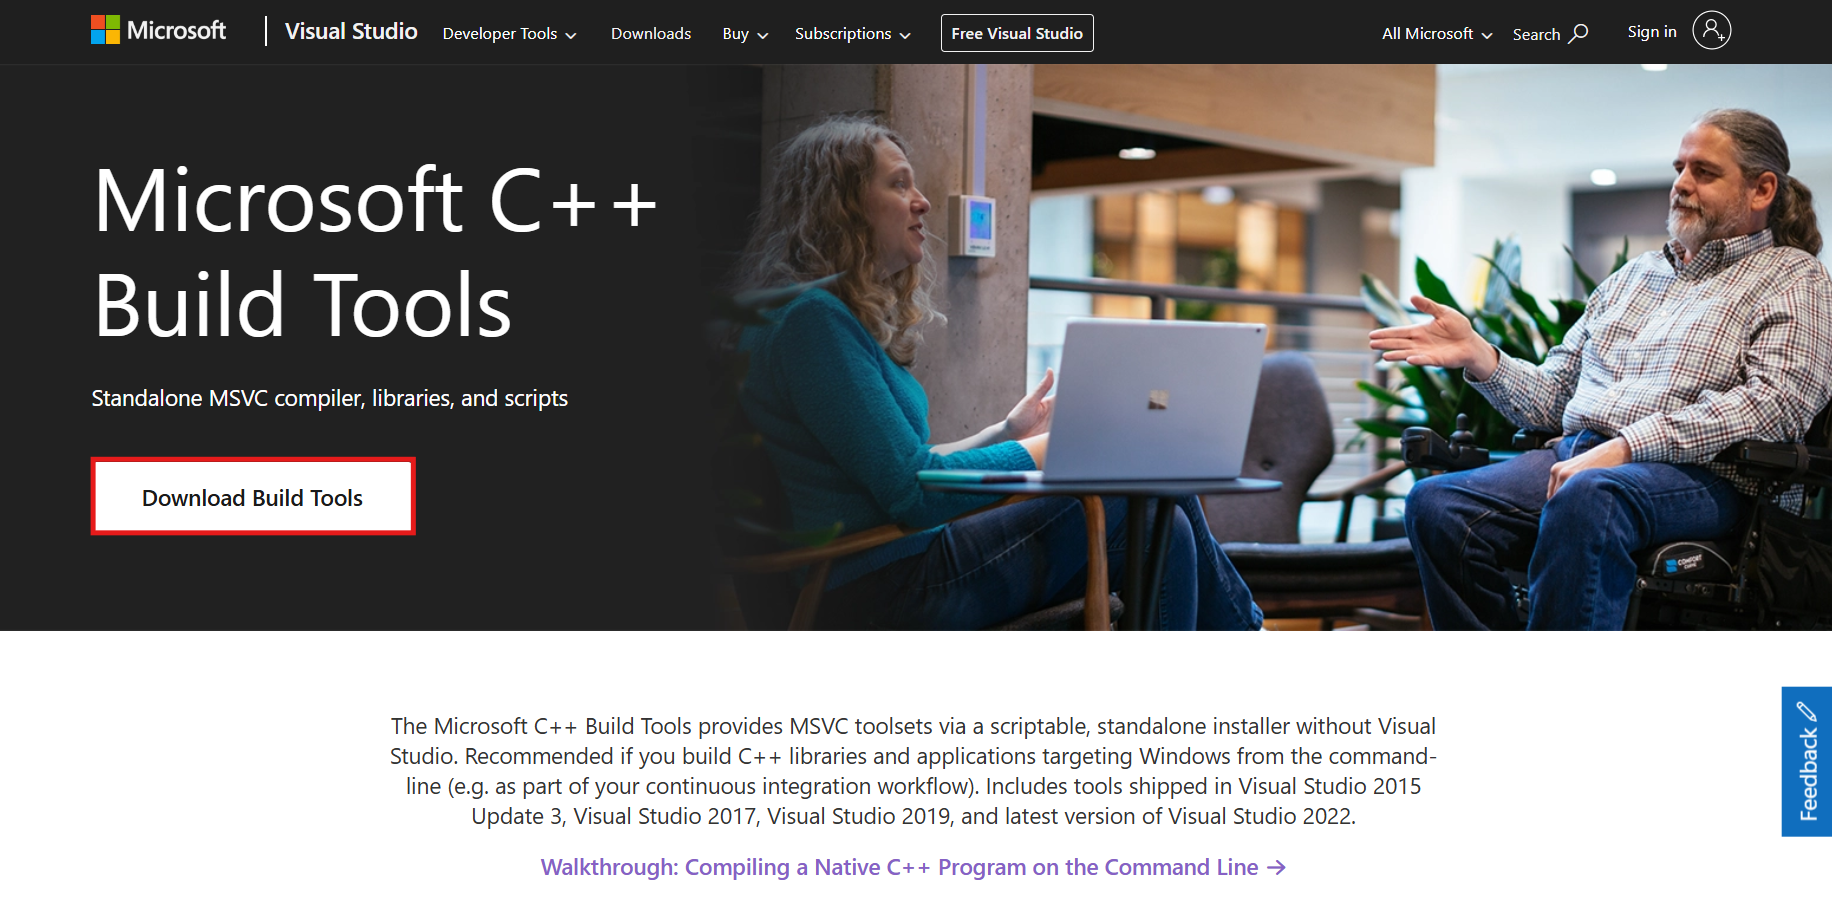 Microsoft
Visual Studio
Developer Tools
Downloads
Buy
Subscriptions
Free Visual Studio
All Microsoft
Search
Sign in
Microsoft C++
Build Tools
Standalone MSVC compiler, libraries, and scripts
Download Build Tools
The Microsoft C++ Build Tools provides MSVC toolsets via a scriptable, standalone installer without Visual
Studio. Recommended if you build C++ libraries and applications targeting Windows from the command-
line (e.g. as part of your continuous integration workflow). Includes tools shipped in Visual Studio 2015
Update 3, Visual Studio 2017, Visual Studio 2019, and latest version of Visual Studio 2022.
Walkthrough: Compiling a Native C++ Program on the Command Line →
Feedback